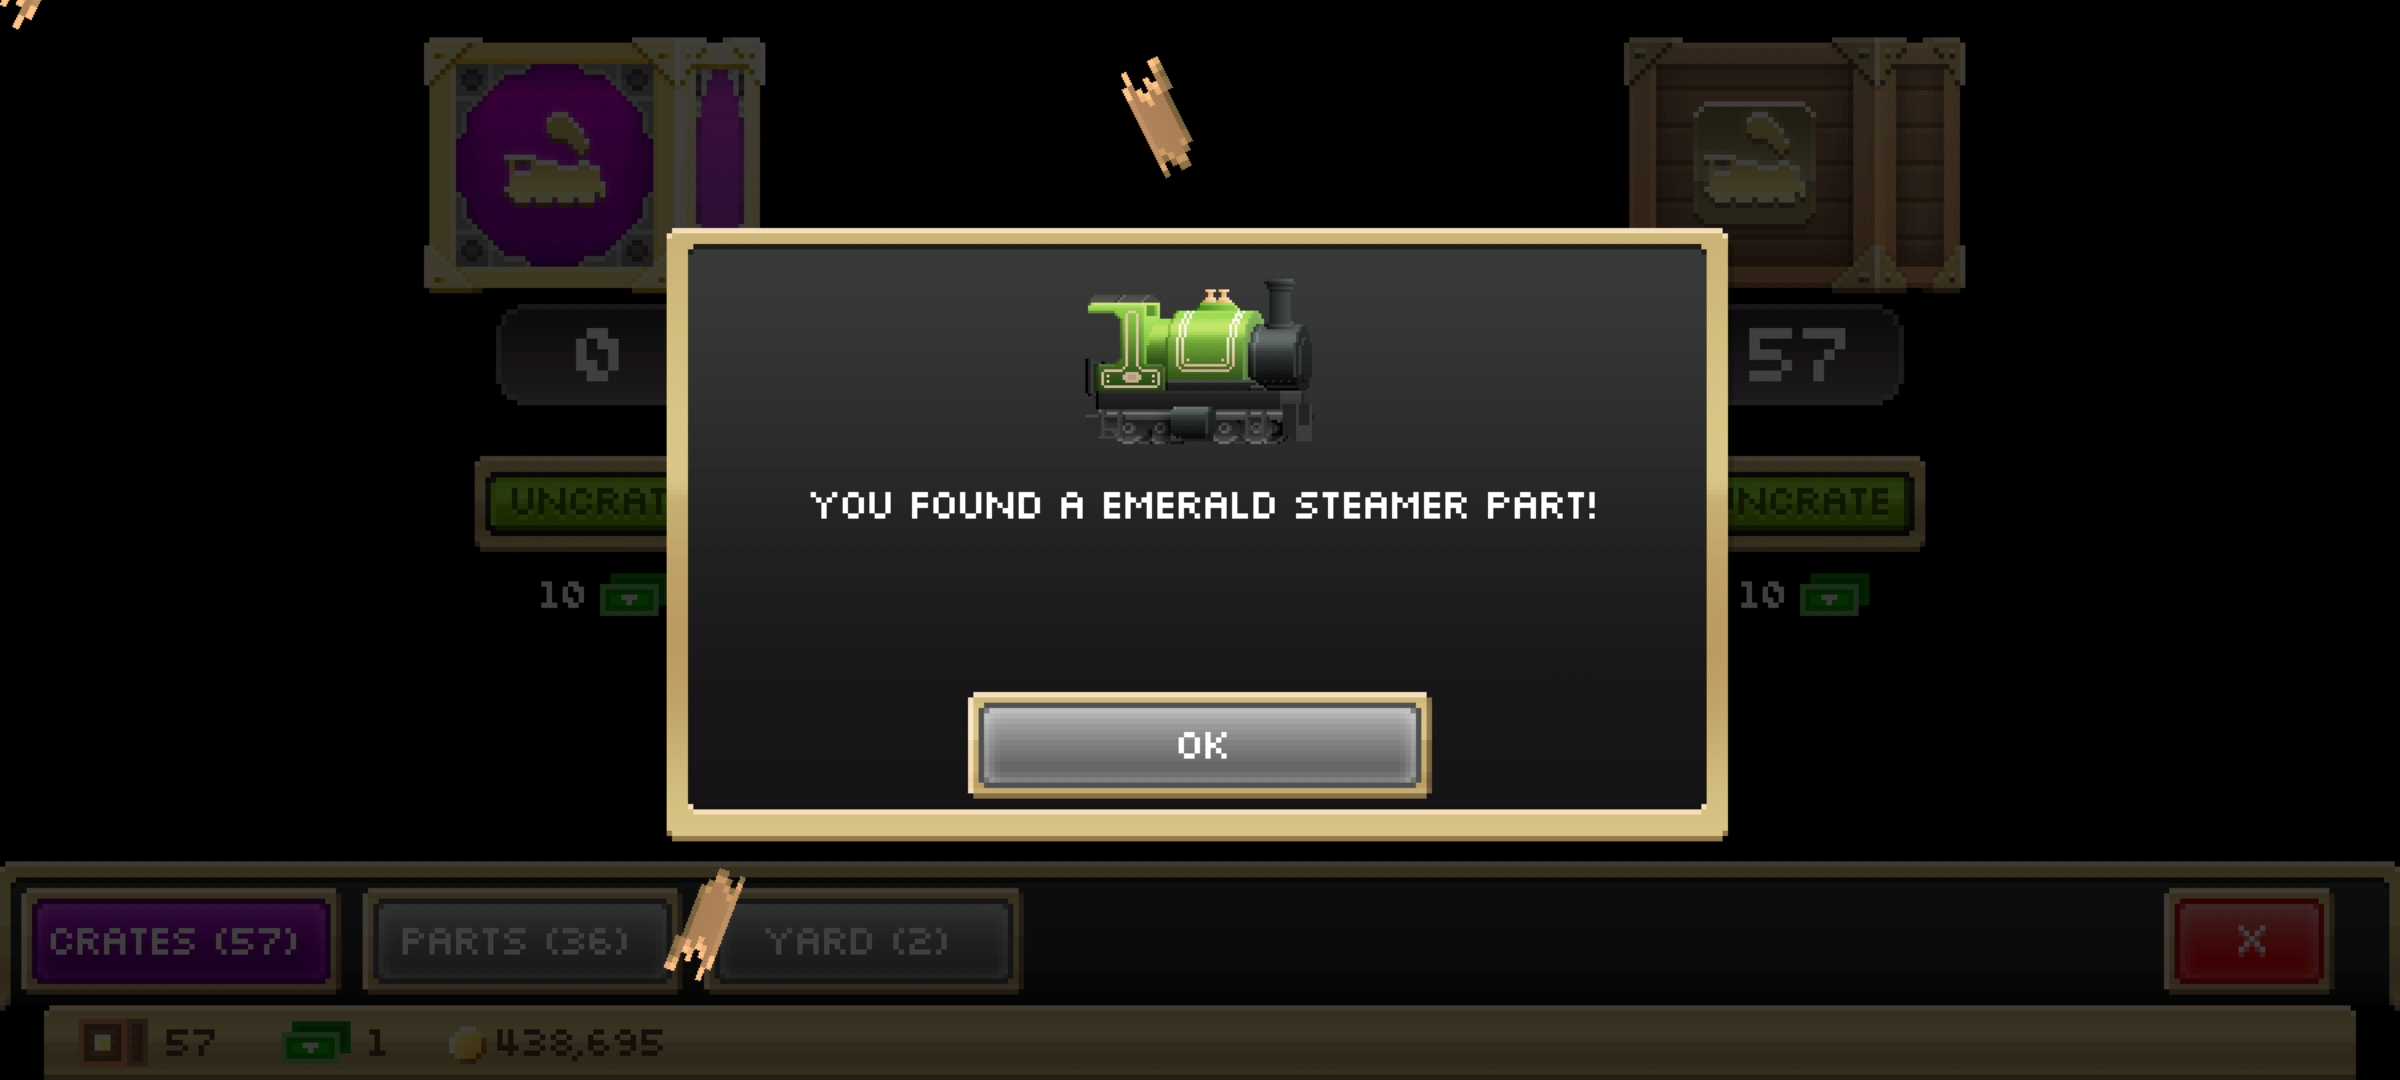 0
57
YOU FOUND A EMERALD STEAMER PART!
UNCRAT
NCRATE
10
10
OK
CRATES (57)
PARTS (36)
YARD (2)
X
57
1
438,695